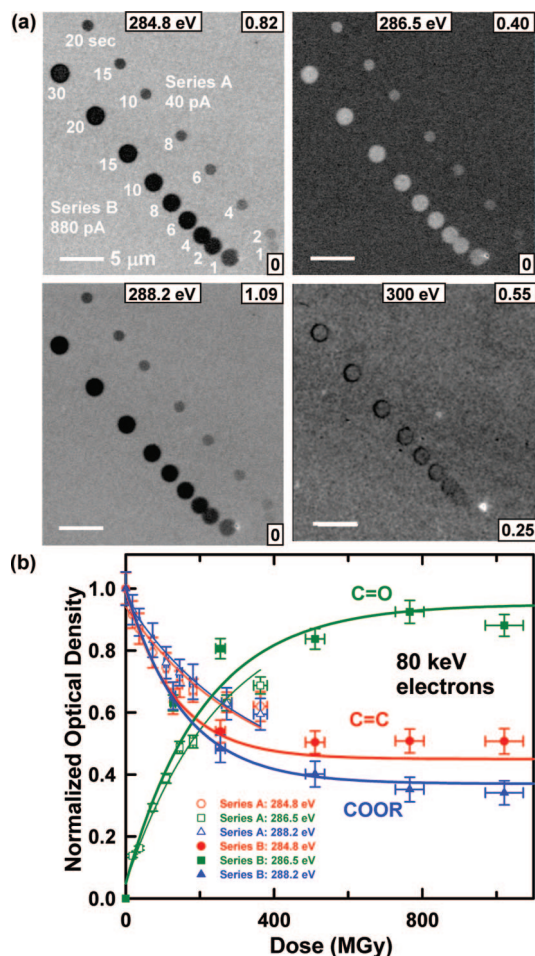 (a)
284.8 eV
0.82
20 sec
15
30
10
Series A
40 pA
20
8
15
6
10
Series B
880 pA
8
4
6
4
2
2
1
1
5 μm
0
286.5 eV
0.40
0
288.2 eV
1.09
0
300 eV
0.55
0.25
(b)
Normalized Optical Density
1.0
0.8
0.6
0.4
0.2
0.0
C=O
80 keV
electrons
C=C
COOR
Series A: 284.8 eV
Series A: 286.5 eV
Series A: 288.2 eV
Series B: 284.8 eV
Series B: 286.5 eV
Series B: 288.2 eV
0
400
800
Dose (MGy)